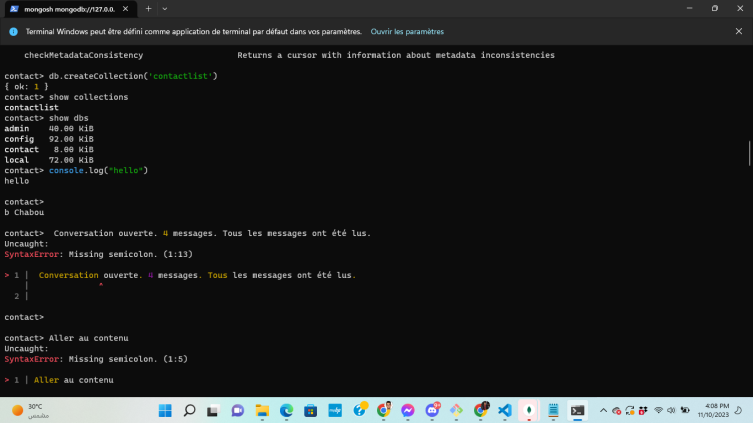 mongosh mongodb://127.0.0.
Terminal Windows peut être défini comme application de terminal par défaut dans vos paramètres. Ouvrir les paramètres
checkMetadataConsistency Returns a cursor with information about metadata inconsistencies
contact> db.createCollection('contactlist')
{ ok: 1 }
contact> show collections
contactlist
contact> show dbs
admin 40.00 KiB
config 92.00 KiB
contact 8.00 KiB
local 72.00 KiB
contact> console.log("hello")
hello
contact>
b Chabou
contact> Conversation ouverte. 4 messages. Tous les messages ont été lus.
Uncaught:
SyntaxError: Missing semicolon. (1:13)
> 1 | Conversation ouverte. 4 messages. Tous les messages ont été lus.
| ^
2 |
contact>
contact> Aller au contenu
Uncaught:
SyntaxError: Missing semicolon. (1:5)
> 1 | Aller au contenu
30°C
مشمس
4:08 PM
11/10/2023